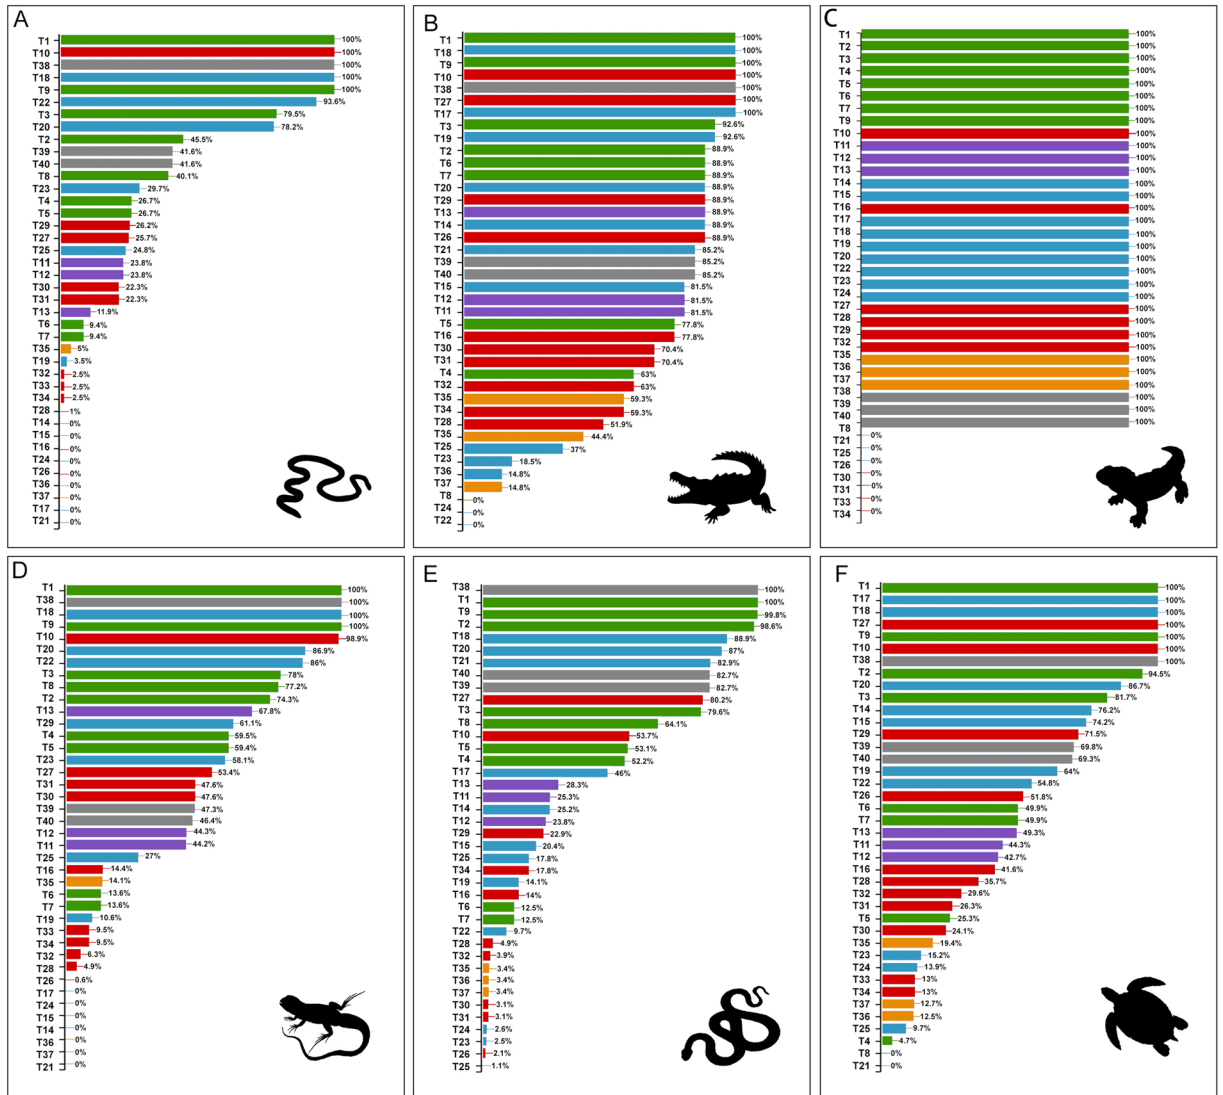 A
T1 100%
T10 100%
T38 100%
T18 100%
T9 100%
T22 93.6%
T3 79.5%
T20 78.2%
T2 45.5%
T39 41.6%
T40 41.6%
T8 40.1%
T23 29.7%
T4 26.7%
T5 26.7%
T29 26.2%
T27 25.7%
T25 24.8%
T11 23.8%
T12 23.8%
T30 22.3%
T31 22.3%
T13 11.9%
T6 9.4%
T7 9.4%
T35 5%
T19 3.5%
T32 2.5%
T33 2.5%
T34 2.5%
T28 1%
T14 0%
T15 0%
T16 0%
T24 0%
T26 0%
T36 0%
T37 0%
T17 0%
T21 0%
B
T1 100%
T18 100%
T9 100%
T10 100%
T38 100%
T27 100%
T17 100%
T3 92.6%
T19 92.6%
T2 88.9%
T6 88.9%
T7 88.9%
T20 88.9%
T29 88.9%
T13 88.9%
T14 88.9%
T26 88.9%
T21 85.2%
T39 85.2%
T40 85.2%
T15 81.5%
T12 81.5%
T11 81.5%
T5 77.8%
T16 77.8%
T30 70.4%
T31 70.4%
T4 63%
T32 63%
T35 59.3%
T34 59.3%
T28 51.9%
T35 44.4%
T25 37%
T23 18.5%
T36 14.8%
T37 14.8%
T8 0%
T24 0%
T22 0%
C
T1 100%
T2 100%
T3 100%
T4 100%
T5 100%
T6 100%
T7 100%
T9 100%
T10 100%
T11 100%
T12 100%
T13 100%
T14 100%
T15 100%
T16 100%
T17 100%
T18 100%
T19 100%
T20 100%
T22 100%
T23 100%
T24 100%
T27 100%
T28 100%
T29 100%
T32 100%
T35 100%
T36 100%
T37 100%
T38 100%
T39 100%
T40 100%
T8
T21 0%
T25 0%
T26 0%
T30 0%
T31 0%
T33 0%
T34 0%
D
T1 100%
T38 100%
T18 100%
T9 100%
T10 98.9%
T20 86.9%
T22 86%
T3 78%
T8 77.2%
T2 74.3%
T13 67.8%
T29 61.1%
T4 59.5%
T5 59.4%
T23 58.1%
T27 53.4%
T31 47.6%
T30 47.6%
T39 47.3%
T40 46.4%
T12 44.3%
T11 44.2%
T25 27%
T16 14.4%
T35 14.1%
T6 13.6%
T7 13.6%
T19 10.6%
T33 9.5%
T34 9.5%
T32 6.3%
T28 4.9%
T26 0.6%
T17 0%
T24 0%
T15 0%
T14 0%
T36 0%
T37 0%
T21 0%
E
T38 100%
T1 100%
T9 99.8%
T2 98.6%
T18 88.9%
T20 87%
T21 82.9%
T40 82.7%
T39 82.7%
T27 80.2%
T3 79.6%
T8 64.1%
T10 53.7%
T5 53.1%
T4 52.2%
T17 46%
T13 28.3%
T11 25.3%
T14 25.2%
T12 23.8%
T29 22.9%
T15 20.4%
T25 17.8%
T34 17.8%
T19 14.1%
T16 14%
T6 12.5%
T7 12.5%
T22 9.7%
T28 4.9%
T32 3.9%
T35 3.4%
T36 3.4%
T37 3.4%
T30 3.1%
T31 3.1%
T24 2.6%
T23 2.5%
T26 2.1%
T25 1.1%
F
T1 100%
T17 100%
T18 100%
T27 100%
T9 100%
T10 100%
T38 100%
T2 94.5%
T20 86.7%
T3 81.7%
T14 76.2%
T15 74.2%
T29 71.5%
T39 69.8%
T40 69.3%
T19 64%
T22 54.8%
T26 51.8%
T6 49.9%
T7 49.9%
T13 49.3%
T11 44.3%
T12 42.7%
T16 41.6%
T28 35.7%
T32 29.6%
T31 26.3%
T5 25.3%
T30 24.1%
T35 19.4%
T23 15.2%
T24 13.9%
T33 13%
T34 13%
T37 12.7%
T36 12.5%
T25 9.7%
T4 4.7%
T8 0%
T21 0%